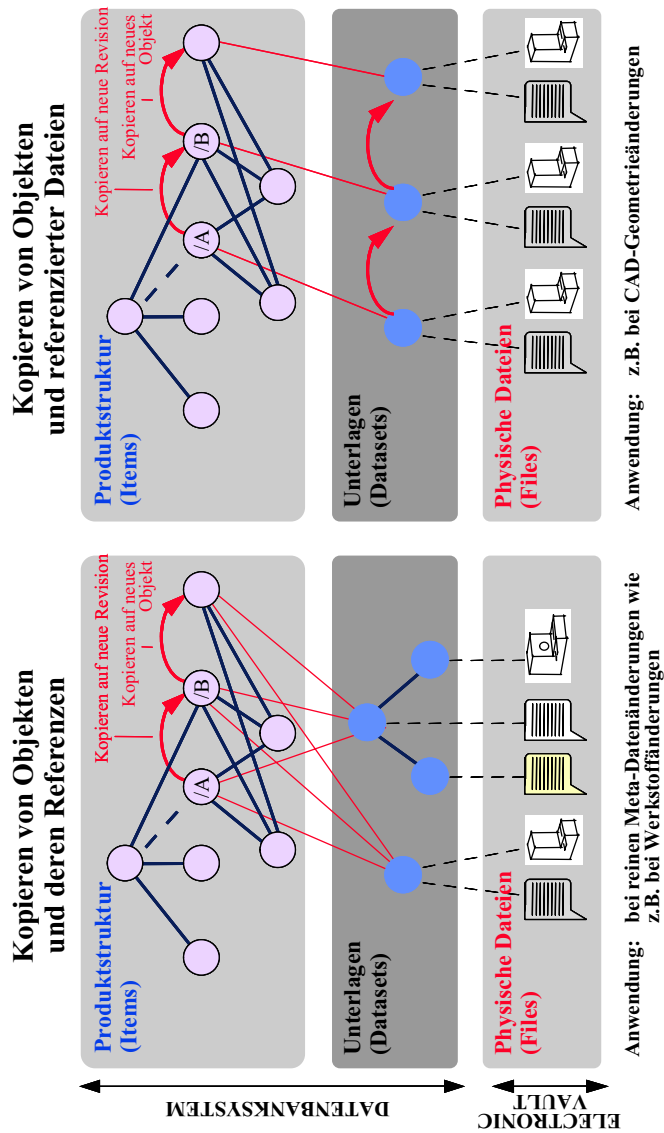 Kopieren von Objekten
und deren Referenzen
Produktstruktur
(Items)
Kopieren auf neue Revision
Kopieren auf neues
Objekt
/A
/B
Unterlagen
(Datasets)
Physische Dateien
(Files)
Anwendung: bei reinen Meta-Datenänderungen wie
z.B. bei Werkstoffänderungen
DATENBANKSYSTEM
ELECTRONIC
VAULT
Kopieren von Objekten
und referenzierter Dateien
Produktstruktur
(Items)
Kopieren auf neue Revision
Kopieren auf neues
Objekt
/A
/B
Unterlagen
(Datasets)
Physische Dateien
(Files)
Anwendung: z.B. bei CAD-Geometrieänderungen